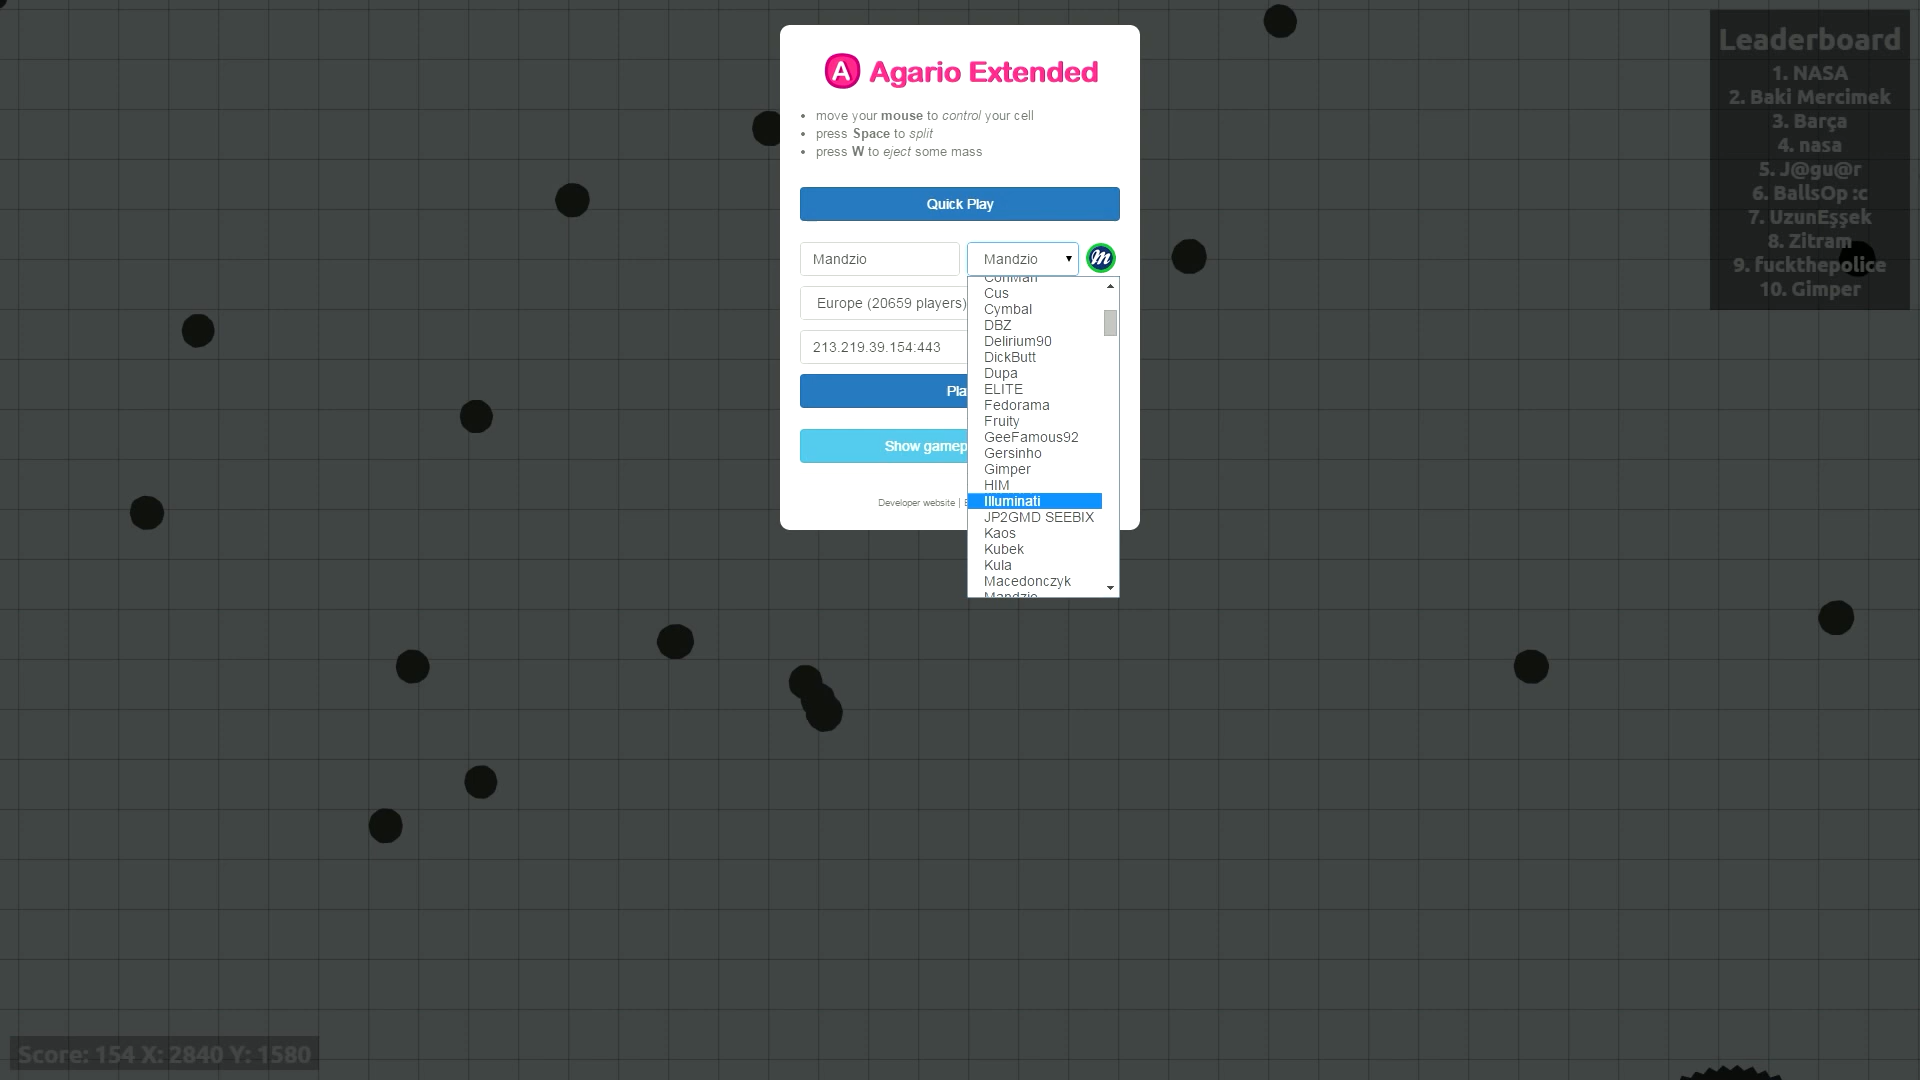 A Agario Extended
move your mouse to control your cell
press Space to split
press W to eject some mass
Quick Play
Mandzio
Mandzio
Europe (20659 players)
213.219.39.154:443
Show gamep
Developer website |
Cus
Cymbal
DBZ
Delirium90
DickButt
Dupa
ELITE
Fedorama
Fruity
GeeFamous92
Gersinho
Gimper
HIM
Illuminati
JP2GMD SEEBIX
Kaos
Kubek
Kula
Macedonczyk
Mandzio
Leaderboard
1. NASA
2. Baki Mercimek
3. Barça
4. nasa
5. J@gu@r
6. BallsOp :c
7. UzunEşşek
8. Zitram
9. fuckthepolice
10. Gimper
Score: 154 X: 2840 Y: 1580